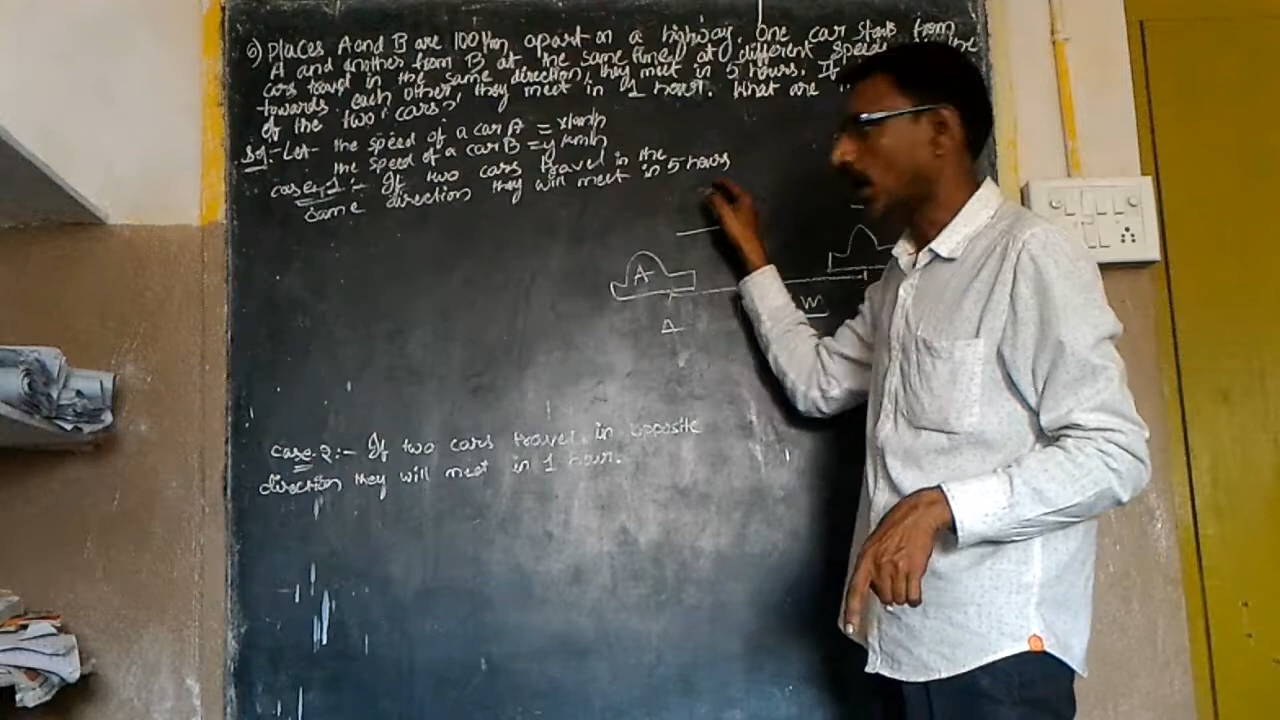 6) Places A and B are 100 km apart on a highway. One car starts from
A and another from B at the same time at different speeds
cars travel in the same direction, they meet in 5 hours. If
towards each other, they meet in 1 hour. What are
of the two cars?
Sol:- Let the speed of a car A = x km/h
the speed of a car B = y km/h
case-1 :- If two cars travel in the
same direction they will meet in 5 hours
A
A
W
case-2:- If two cars travel in opposite
direction they will meet in 1 hour.